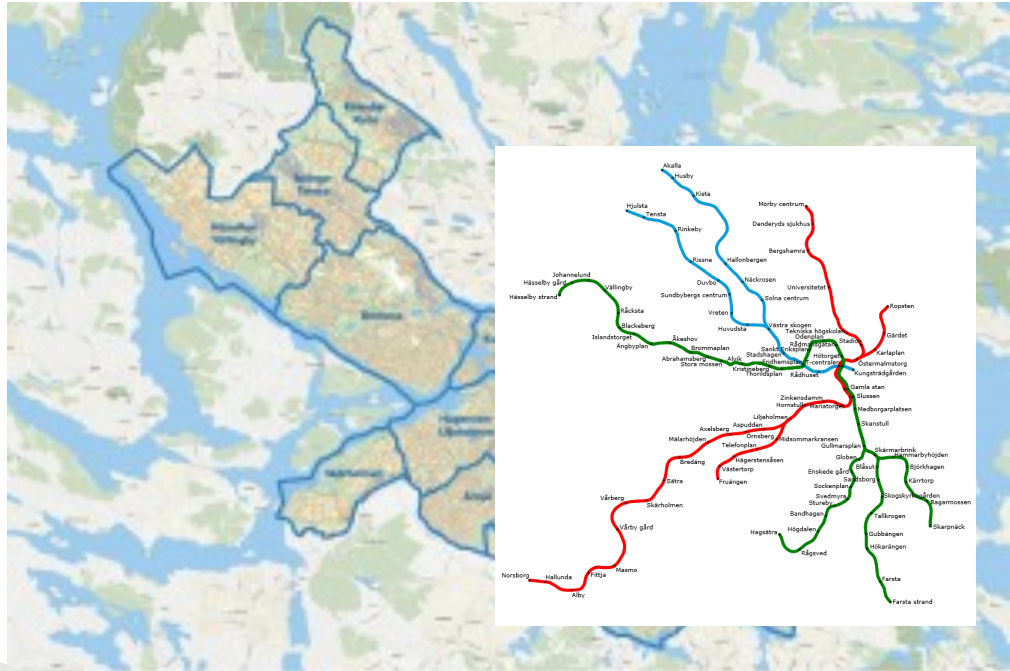 Akalla
Husby
Kista
Hjulsta
Tensta
Rinkeby
Mörby centrum
Danderyds sjukhus
Bergshamra
Rissne
Hallonbergen
Johannelund
Hässelby gård
Vällingby
Hässelby strand
Duvbo
Näckrosen
Universitetet
Sundbybergs centrum
Solna centrum
Ropsten
Råcksta
Vreten
Blackeberg
Huvudsta
Västra skogen
Tekniska högskolan
Gärdet
Islandstorget
Åkeshov
Odenplan
Rådmansgatan
Stadion
Ängbyplan
Brommaplan
Sankt Eriksplan
Karlaplan
Abrahamsberg
Stora mossen
Alvik
Stadshagen
Fridhemsplan
Hötorget
T-centralen
Östermalmstorg
Kristineberg
Thorildsplan
Rådhuset
Kungsträdgården
Gamla stan
Zinkensdamm
Slussen
Hornstull
Mariatorget
Medborgarplatsen
Liljeholmen
Aspudden
Skanstull
Axelsberg
Örnsberg
Mälarhöjden
Midsommarkransen
Telefonplan
Gullmarsplan
Skärmarbrink
Bredäng
Hägerstensåsen
Globen
Hammarbyhöjden
Västertorp
Enskede gård
Blåsut
Björkhagen
Sätra
Fruängen
Sandsborg
Kärrtorp
Sockenplan
Vårberg
Svedmyra
Skogskyrkogården
Skärholmen
Stureby
Bagarmossen
Bandhagen
Tallkrogen
Vårby gård
Hagsätra
Högdalen
Skarpnäck
Gubbängen
Rågsved
Hökarängen
Masmo
Norsborg
Hallunda
Fittja
Farsta
Alby
Farsta strand